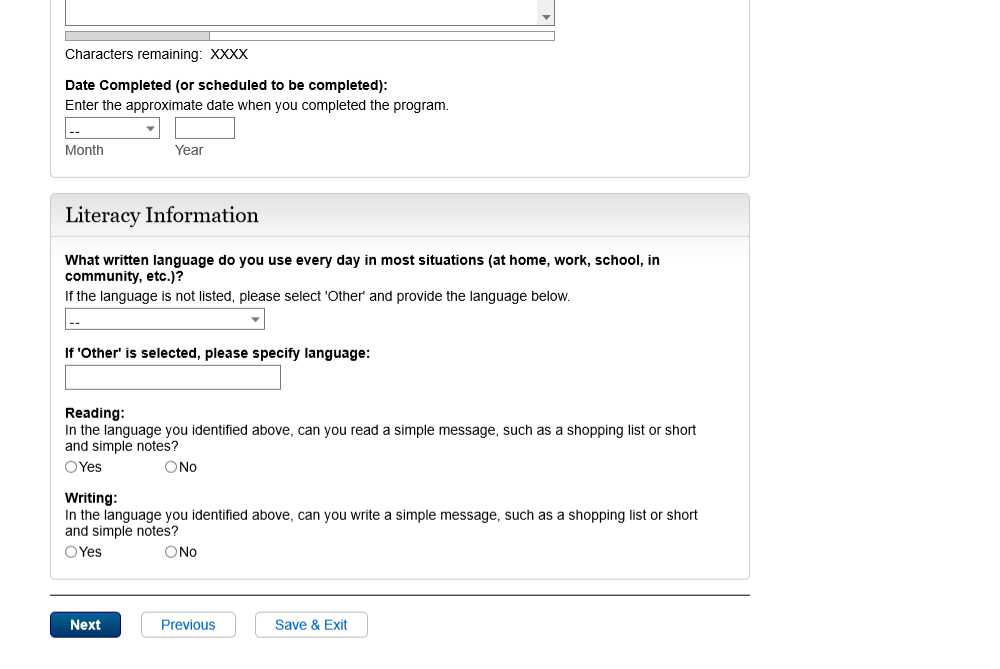 Characters remaining: XXXX
Date Completed (or scheduled to be completed):
Enter the approximate date when you completed the program.
--
Month Year
Literacy Information
What written language do you use every day in most situations (at home, work, school, in
community, etc.)?
If the language is not listed, please select 'Other' and provide the language below.
--
If 'Other' is selected, please specify language:
Reading:
In the language you identified above, can you read a simple message, such as a shopping list or short
and simple notes?
Yes No
Writing:
In the language you identified above, can you write a simple message, such as a shopping list or short
and simple notes?
Yes No
Next Previous Save & Exit